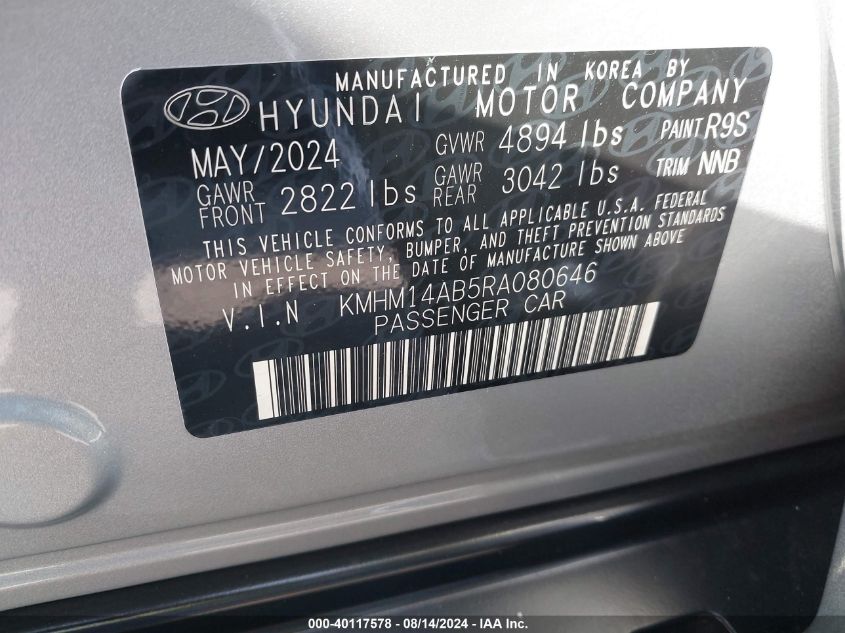 MANUFACTURED IN KOREA BY
HYUNDAI MOTOR COMPANY
MAY/2024 GVWR 4894 lbs PAINT R9S
GAWR FRONT 2822 lbs GAWR REAR 3042 lbs TRIM NNB
THIS VEHICLE CONFORMS TO ALL APPLICABLE U.S.A. FEDERAL
MOTOR VEHICLE SAFETY, BUMPER, AND THEFT PREVENTION STANDARDS
IN EFFECT ON THE DATE OF MANUFACTURE SHOWN ABOVE
V.I.N KMHM14AB5RA080646
PASSENGER CAR
000-40117578 - 08/14/2024 - IAA Inc.